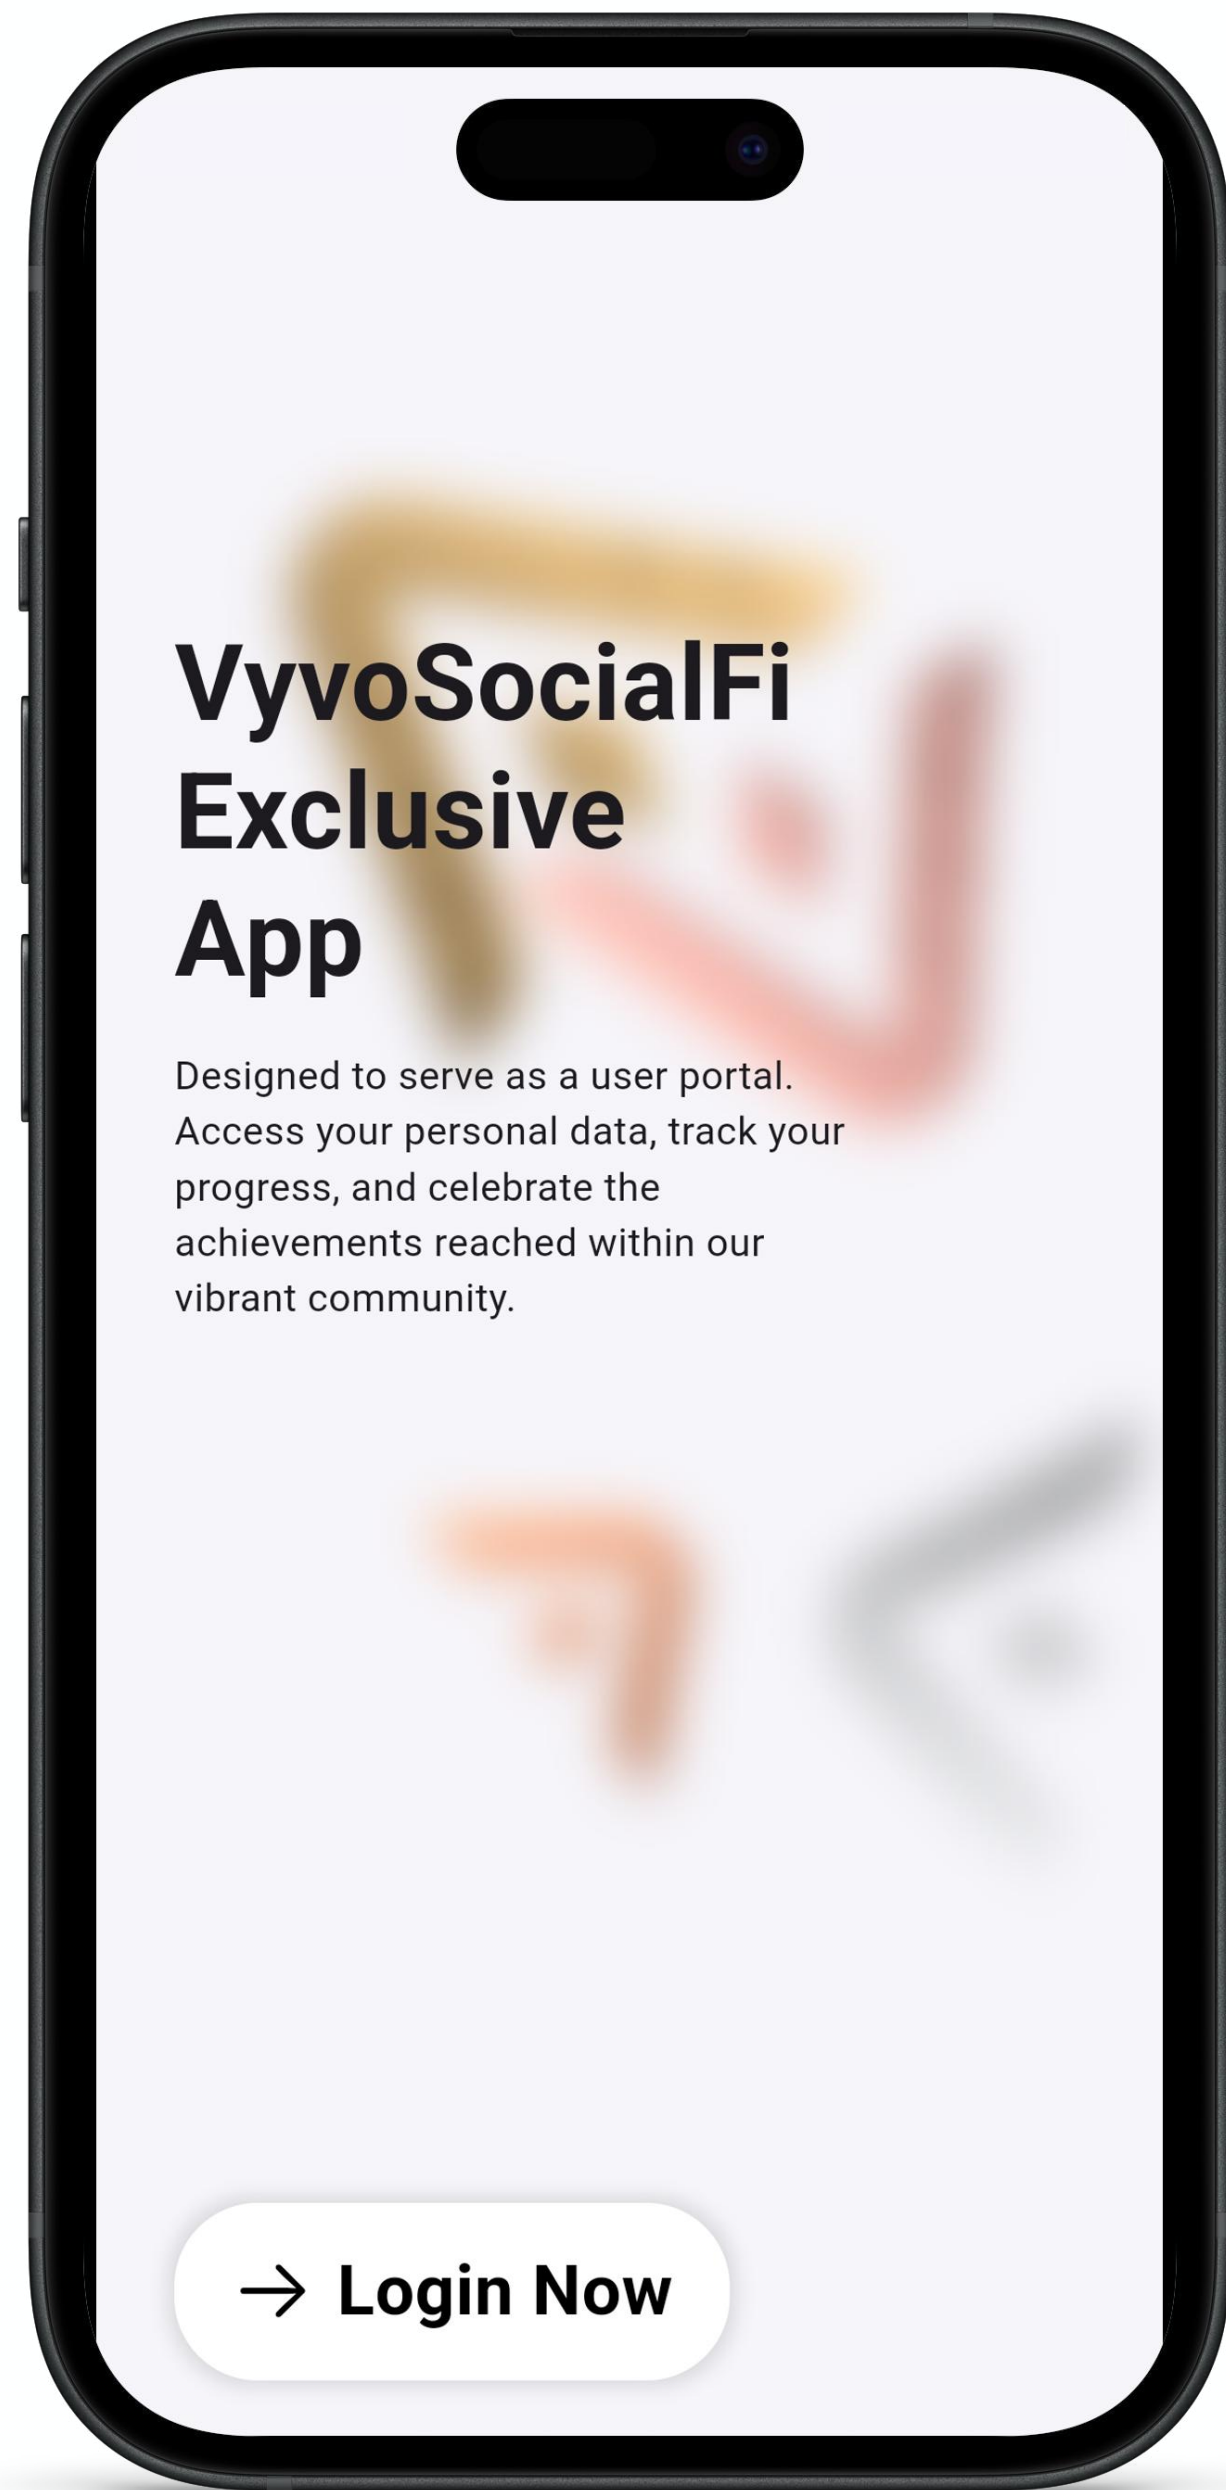 VyvoSocialFi
Exclusive
App
Designed to serve as a user portal.
Access your personal data, track your
progress, and celebrate the
achievements reached within our
vibrant community.
Login Now